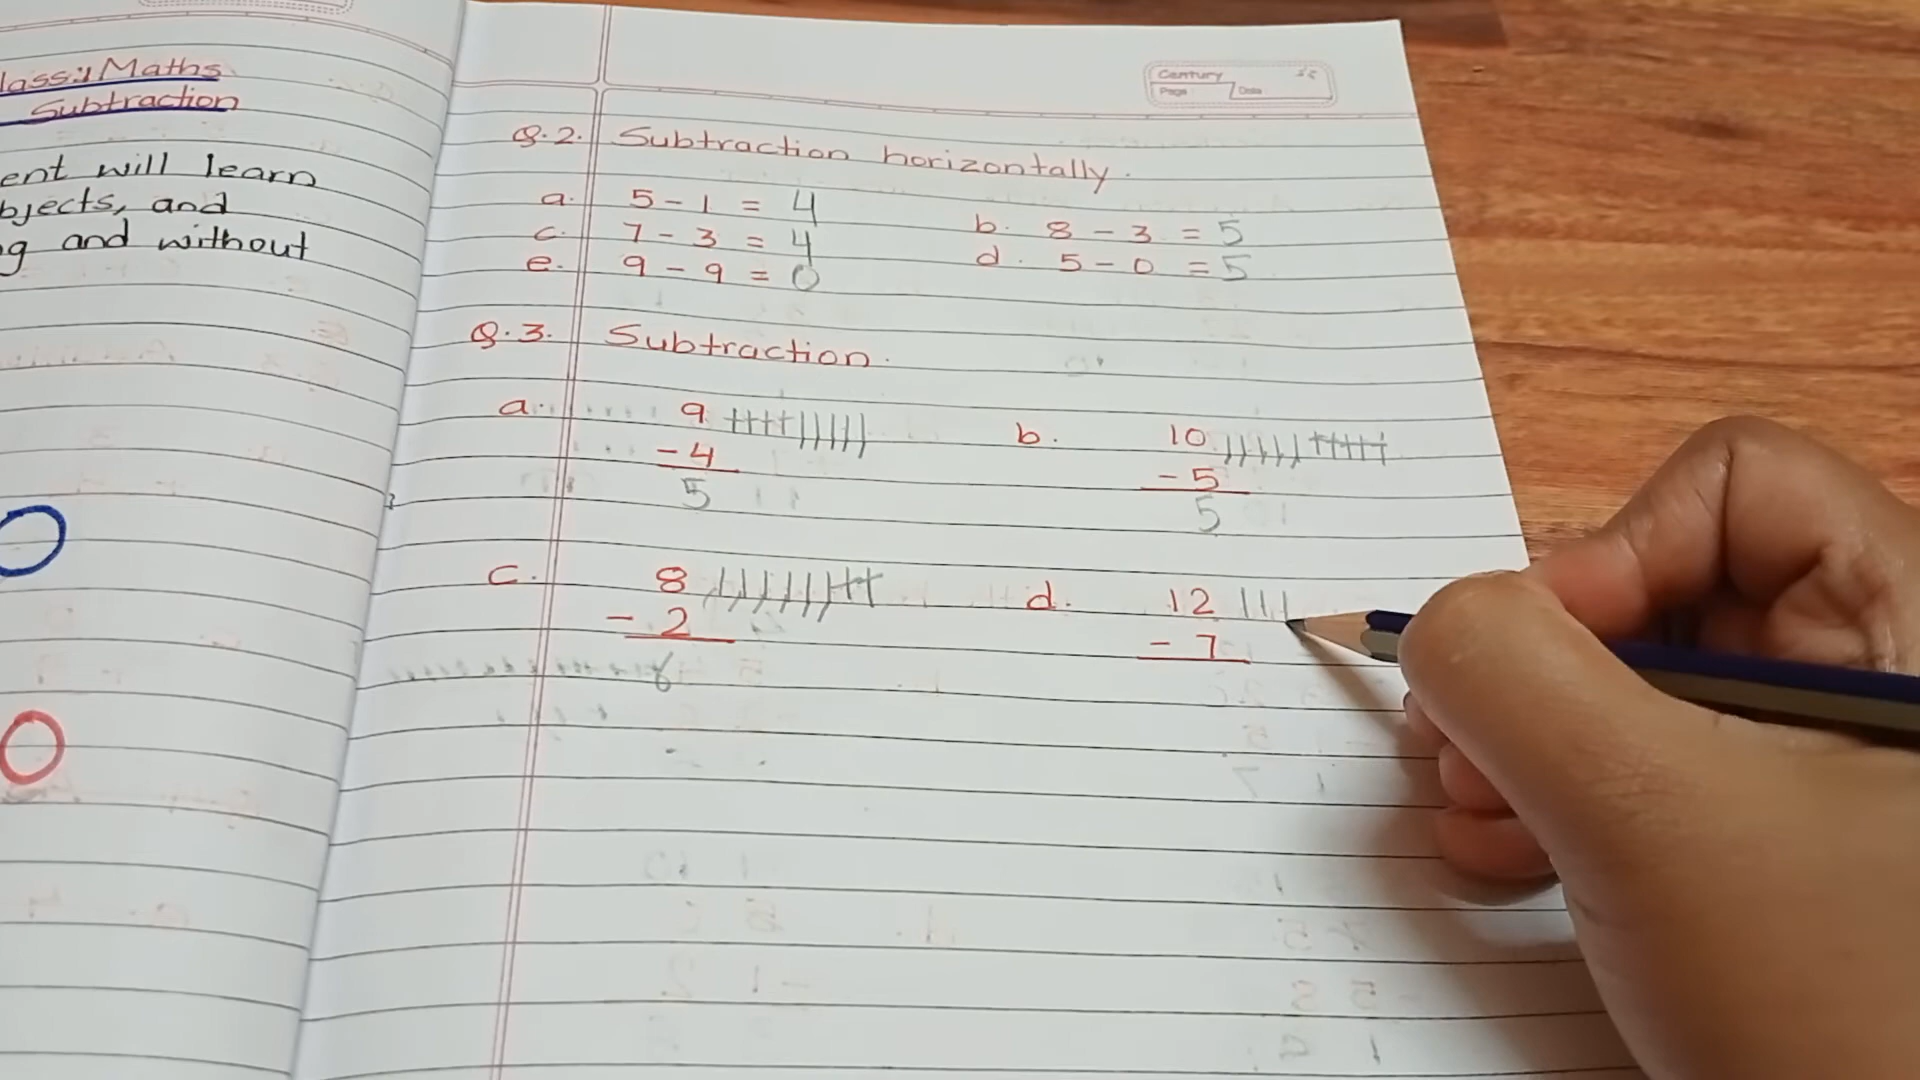 lass:1 Maths
Subtraction
ent will learn
bjects, and
g and without
Century
Page Date
Q.2. Subtraction horizontally.
a. 5 - 1 = 4
b. 8 - 3 = 5
c. 7 - 3 = 4
d. 5 - 0 = 5
e. 9 - 9 = 0
Q.3. Subtraction.
a. 9
- 4
5
b. 10
- 5
5
c. 8
- 2
6
d. 12
- 7